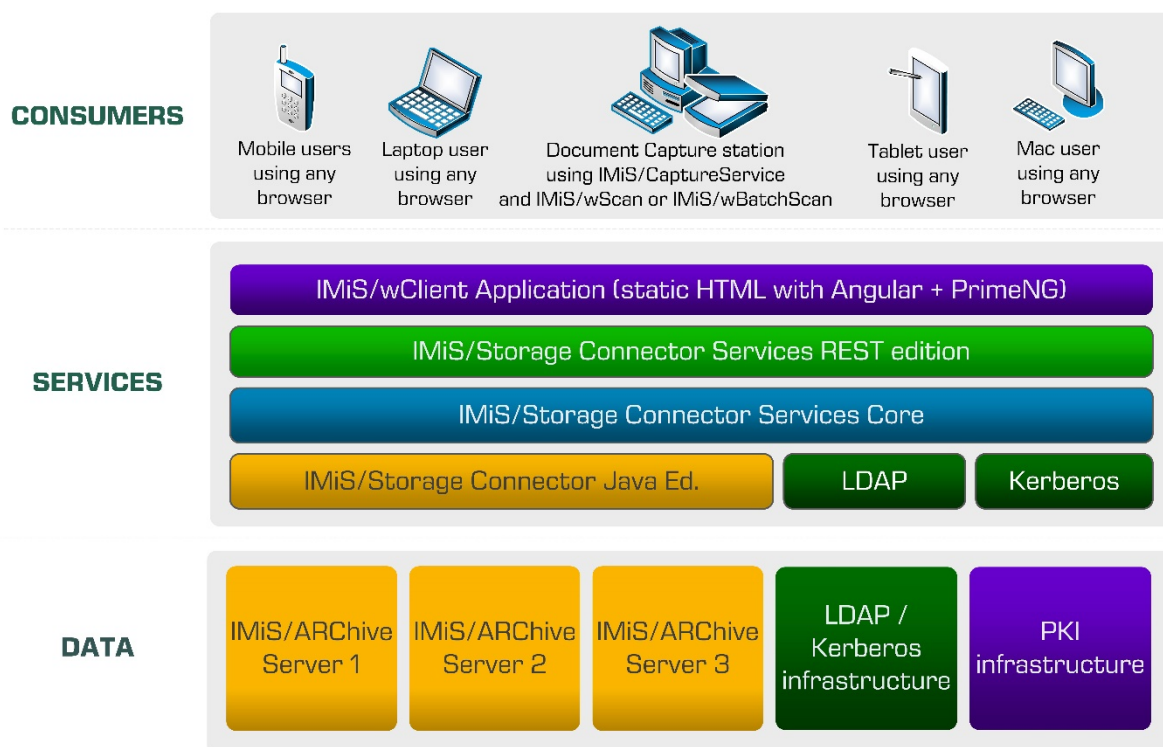 CONSUMERS
Mobile users
using any
browser
Laptop user
using any
browser
Document Capture station
using IMiS/CaptureService
and IMiS/wScan or IMiS/wBatchScan
Tablet user
using any
browser
Mac user
using any
browser
SERVICES
IMiS/wClient Application (static HTML with Angular + PrimeNG)
IMiS/Storage Connector Services REST edition
IMiS/Storage Connector Services Core
IMiS/Storage Connector Java Ed.
LDAP
Kerberos
DATA
IMiS/ARChive
Server 1
IMiS/ARChive
Server 2
IMiS/ARChive
Server 3
LDAP /
Kerberos
infrastructure
PKI
infrastructure